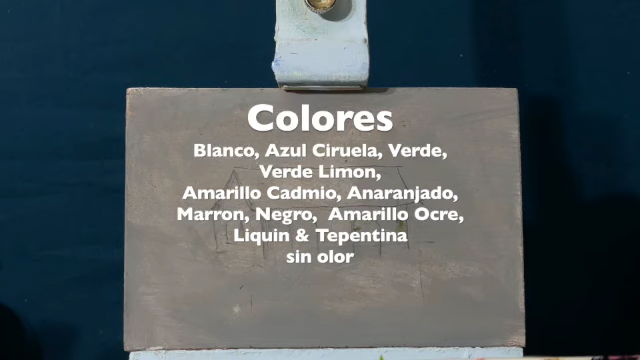 Colores
Blanco, Azul Ciruela, Verde,
Verde Limon,
Amarillo Cadmio, Anaranjado,
Marron, Negro, Amarillo Ocre,
Liquin & Tepentina
sin olor